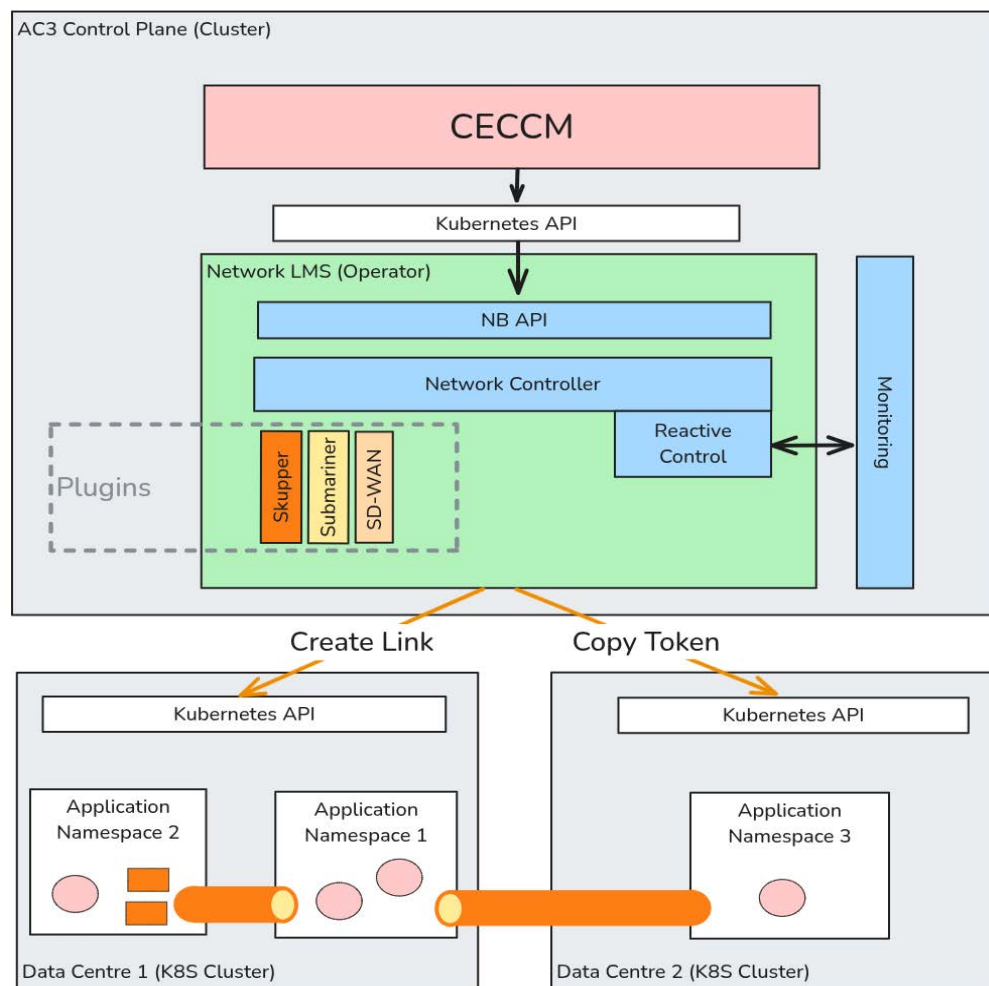 AC3 Control Plane (Cluster)
CECCM
Kubernetes API
Network LMS (Operator)
NB API
Network Controller
Reactive
Control
Monitoring
Plugins
Skupper
Submariner
SD-WAN
Create Link
Copy Token
Kubernetes API
Application
Namespace 2
Application
Namespace 1
Data Centre 1 (K8S Cluster)
Kubernetes API
Application
Namespace 3
Data Centre 2 (K8S Cluster)